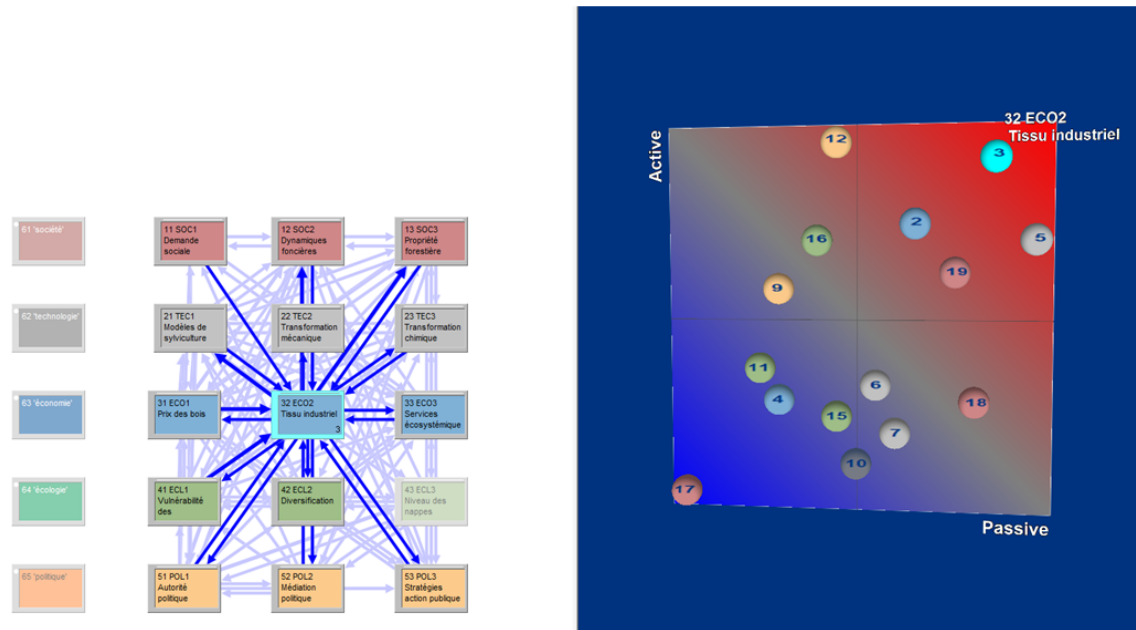 61 'société'
11 SOC1
Demande
sociale
12 SOC2
Dynamiques
foncières
13 SOC3
Propriété
forestière
62 'technologie'
21 TEC1
Modèles de
sylviculture
22 TEC2
Transformation
mécanique
23 TEC3
Transformation
chimique
63 'économie'
31 ECO1
Prix des bois
32 ECO2
Tissu industriel
3
33 ECO3
Services
écosystémique
64 'écologie'
41 ECL1
Vulnérabilité
des
42 ECL2
Diversification
43 ECL3
Niveau des
nappes
65 'politique'
51 POL1
Autorité
politique
52 POL2
Médiation
politique
53 POL3
Stratégies
action publique
32 ECO2
Tissu industriel
Active
12
3
2
16
5
19
9
11
6
4
18
15
7
10
17
Passive